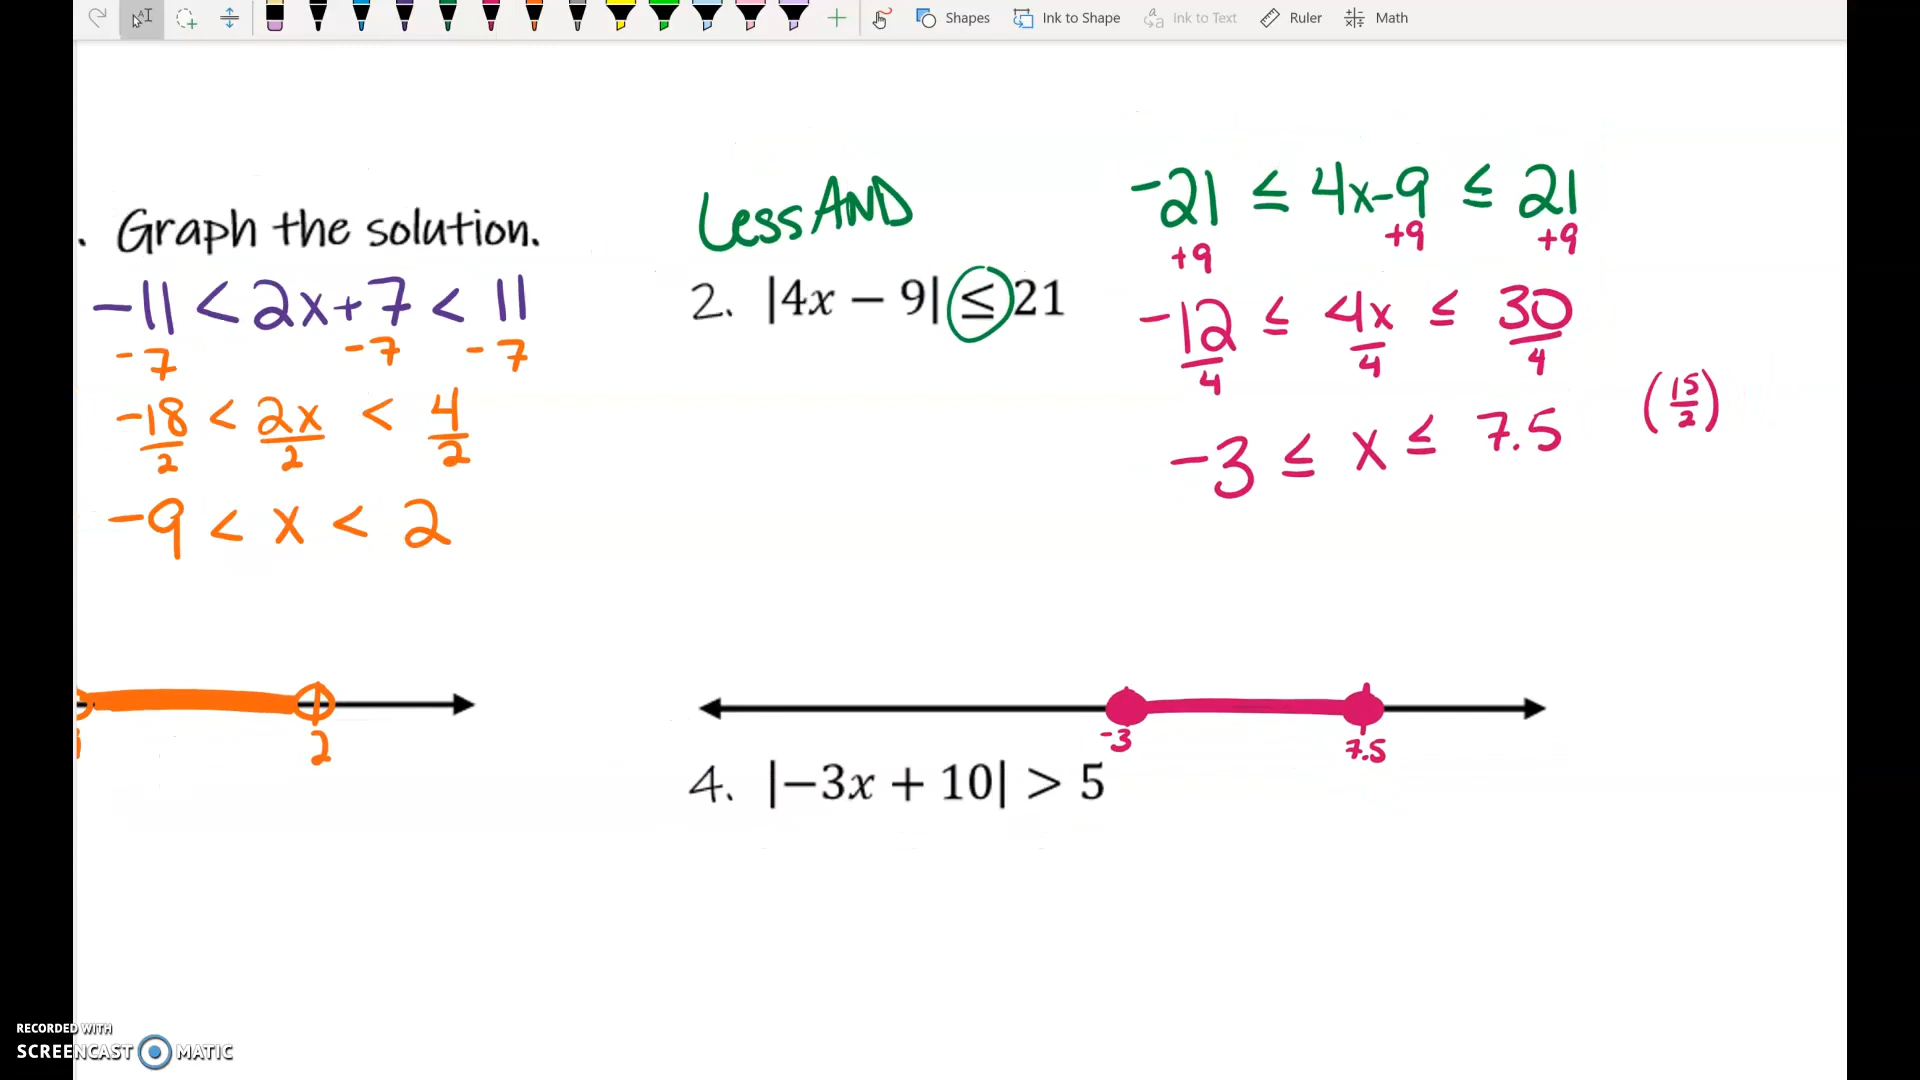 Shapes Ink to Shape Ink to Text Ruler Math
. Graph the solution.
-11 < 2x+7 < 11
-7 -7 -7
-18/2 < 2x/2 < 4/2
-9 < x < 2
2
Less AND
2. |4x − 9| ≤ 21
-21 ≤ 4x-9 ≤ 21
+9 +9 +9
-12/4 ≤ 4x/4 ≤ 30/4
-3 ≤ x ≤ 7.5 (15/2)
-3 7.5
4. |−3x + 10| > 5
RECORDED WITH
SCREENCAST MATIC